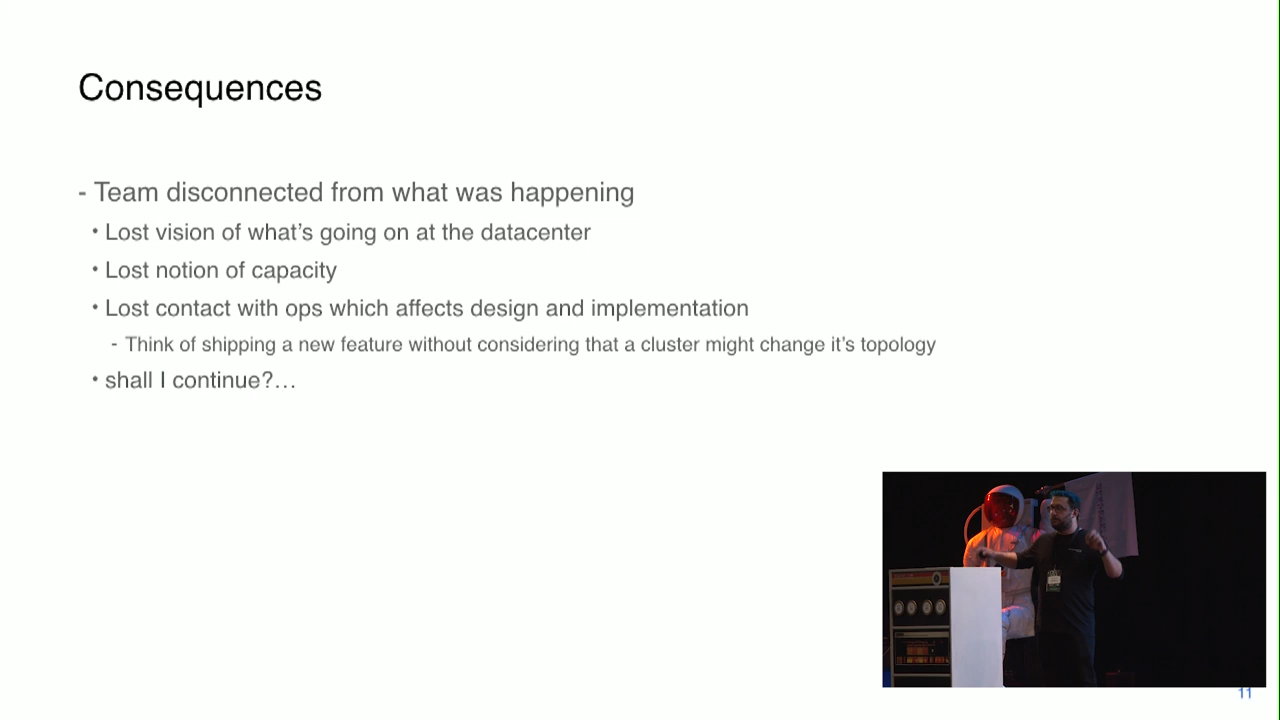 Consequences
- Team disconnected from what was happening
• Lost vision of what's going on at the datacenter
• Lost notion of capacity
• Lost contact with ops which affects design and implementation
- Think of shipping a new feature without considering that a cluster might change it's topology
• shall I continue?…
11